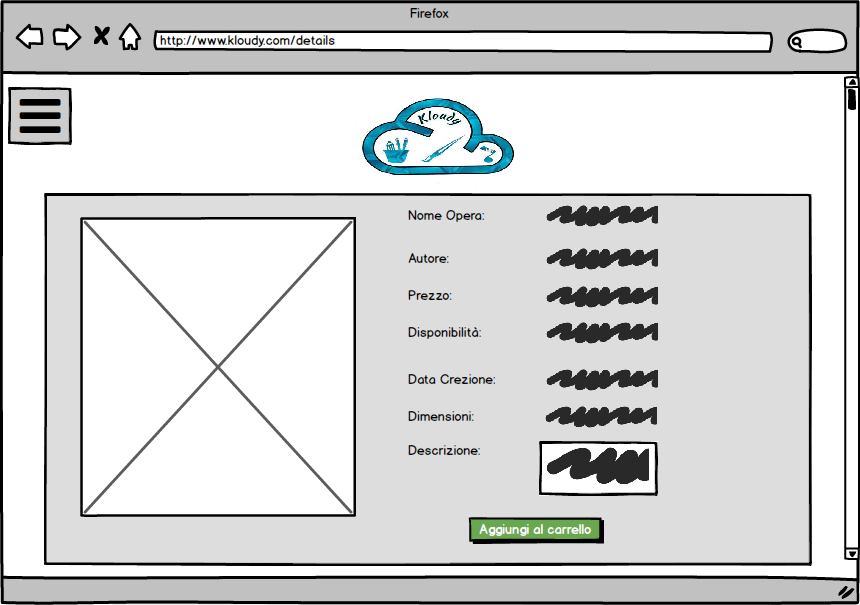 Firefox
http://www.kloudy.com/details
Kloudy
Nome Opera:
Autore:
Prezzo:
Disponibilità:
Data Crezione:
Dimensioni:
Descrizione:
Aggiungi al carrello